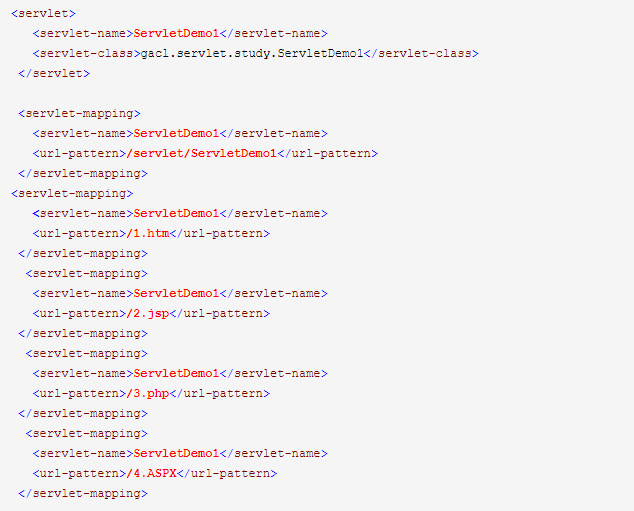 <servlet>
<servlet-name>ServletDemo1</servlet-name>
<servlet-class>gacl.servlet.study.ServletDemo1</servlet-class>
</servlet>
<servlet-mapping>
<servlet-name>ServletDemo1</servlet-name>
<url-pattern>/servlet/ServletDemo1</url-pattern>
</servlet-mapping>
<servlet-mapping>
<servlet-name>ServletDemo1</servlet-name>
<url-pattern>/1.htm</url-pattern>
</servlet-mapping>
<servlet-mapping>
<servlet-name>ServletDemo1</servlet-name>
<url-pattern>/2.jsp</url-pattern>
</servlet-mapping>
<servlet-mapping>
<servlet-name>ServletDemo1</servlet-name>
<url-pattern>/3.php</url-pattern>
</servlet-mapping>
<servlet-mapping>
<servlet-name>ServletDemo1</servlet-name>
<url-pattern>/4.ASPX</url-pattern>
</servlet-mapping>